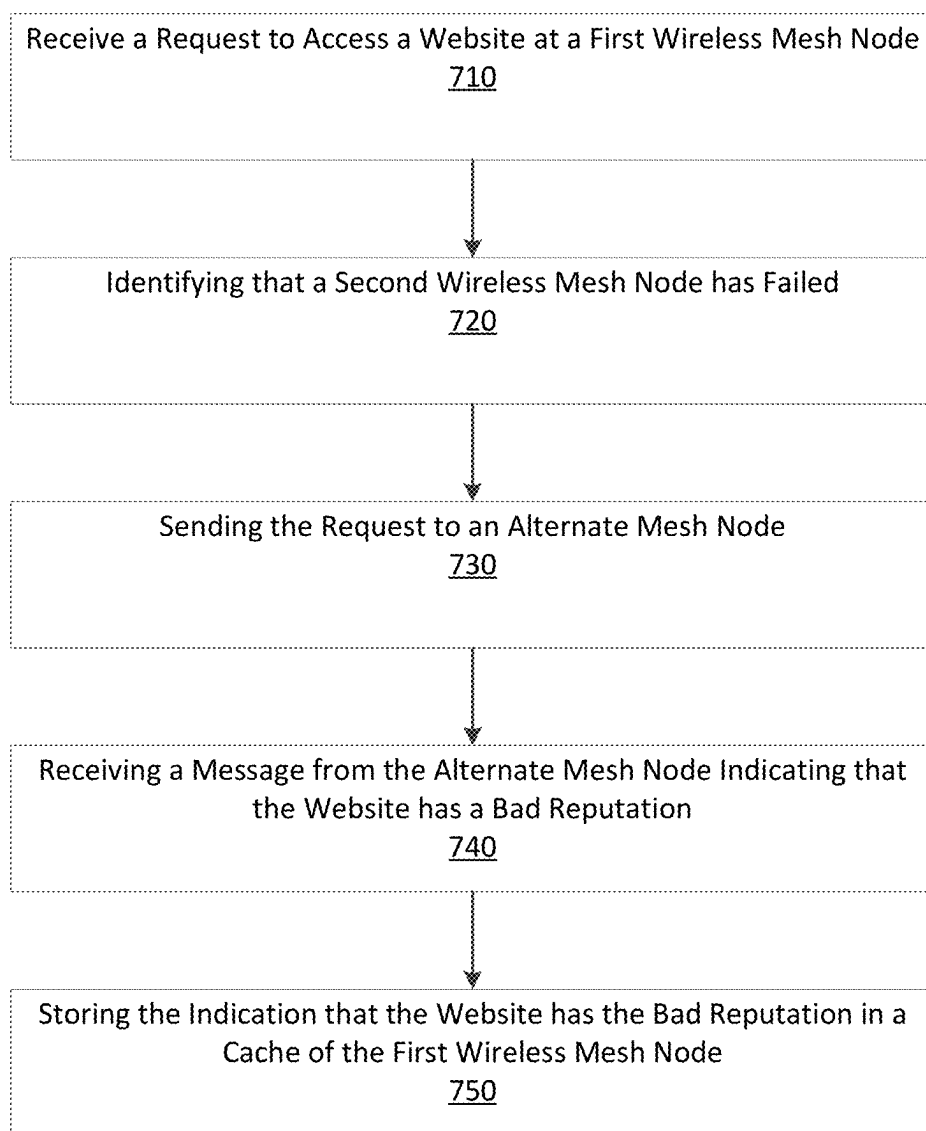 Receive a Request to Access a Website at a First Wireless Mesh Node
710
Identifying that a Second Wireless Mesh Node has Failed
720
Sending the Request to an Alternate Mesh Node
730
Receiving a Message from the Alternate Mesh Node Indicating that
the Website has a Bad Reputation
740
Storing the Indication that the Website has the Bad Reputation in a
Cache of the First Wireless Mesh Node
750